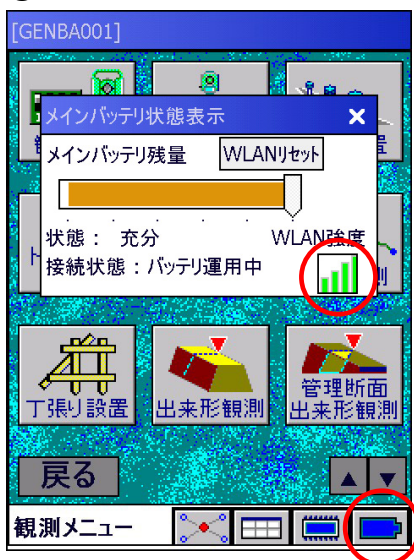 [GENBA001]
メインバッテリ状態表示
メインバッテリ残量
WLANリセット
状態： 充分
WLAN強度
接続状態：バッテリ運用中
丁張り設置
出来形観測
管理断面
出来形観測
戻る
観測メニュー